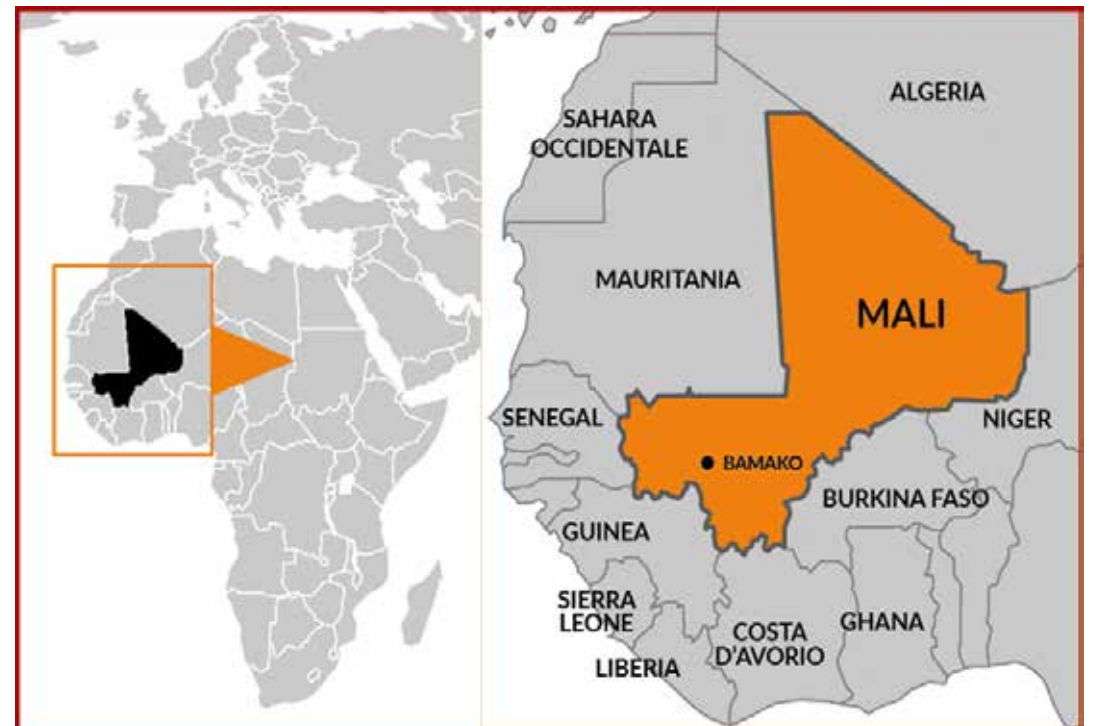 ALGERIA
SAHARA
OCCIDENTALE
MAURITANIA
MALI
SENEGAL
NIGER
BAMAKO
BURKINA FASO
GUINEA
SIERRA
LEONE
GHANA
COSTA
D'AVORIO
LIBERIA